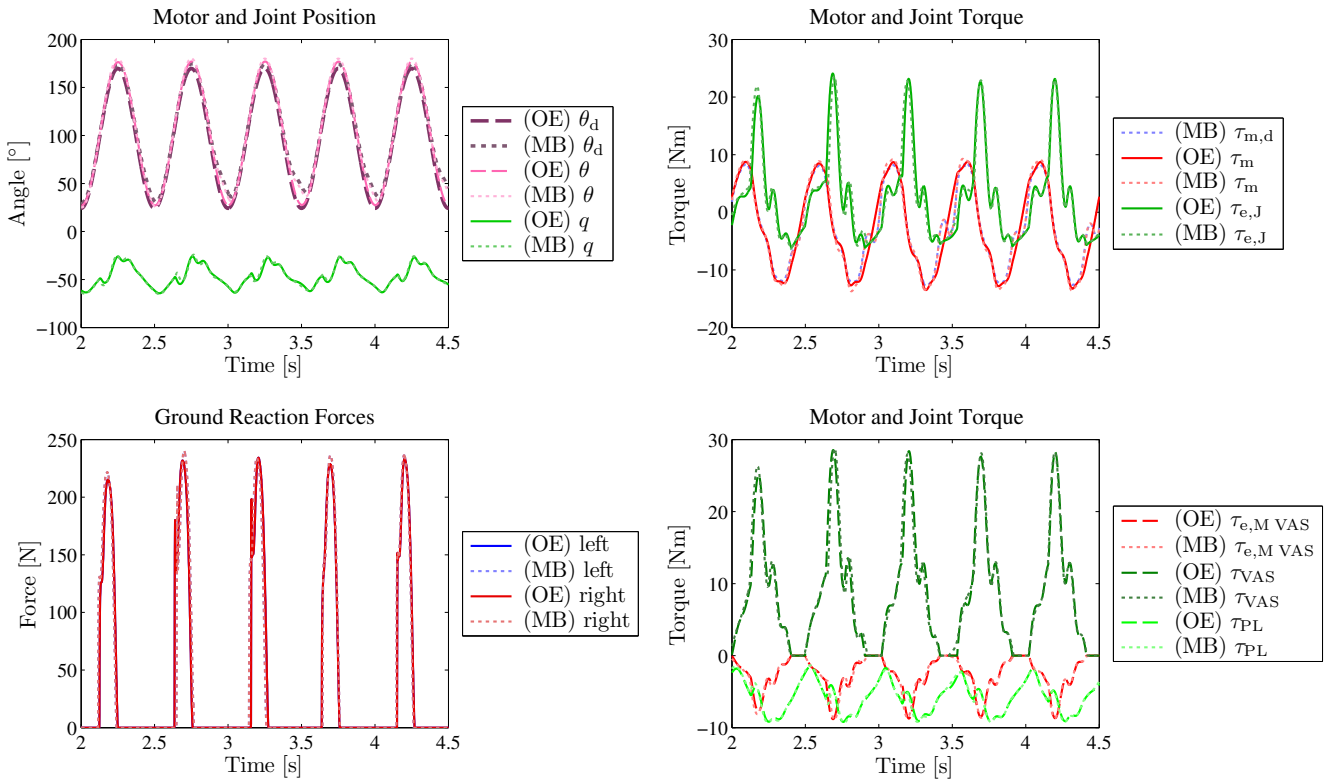 Motor and Joint Position
200
150
100
50
0
−50
−100
Angle [°]
2 2.5 3 3.5 4 4.5
Time [s]
(OE) θd
(MB) θd
(OE) θ
(MB) θ
(OE) q
(MB) q
Motor and Joint Torque
30
20
10
0
−10
−20
Torque [Nm]
2 2.5 3 3.5 4 4.5
Time [s]
(MB) τm,d
(OE) τm
(MB) τm
(OE) τe,J
(MB) τe,J
Ground Reaction Forces
250
200
150
100
50
0
Force [N]
2 2.5 3 3.5 4 4.5
Time [s]
(OE) left
(MB) left
(OE) right
(MB) right
Motor and Joint Torque
30
20
10
0
−10
Torque [Nm]
2 2.5 3 3.5 4 4.5
Time [s]
(OE) τe,M VAS
(MB) τe,M VAS
(OE) τVAS
(MB) τVAS
(OE) τPL
(MB) τPL